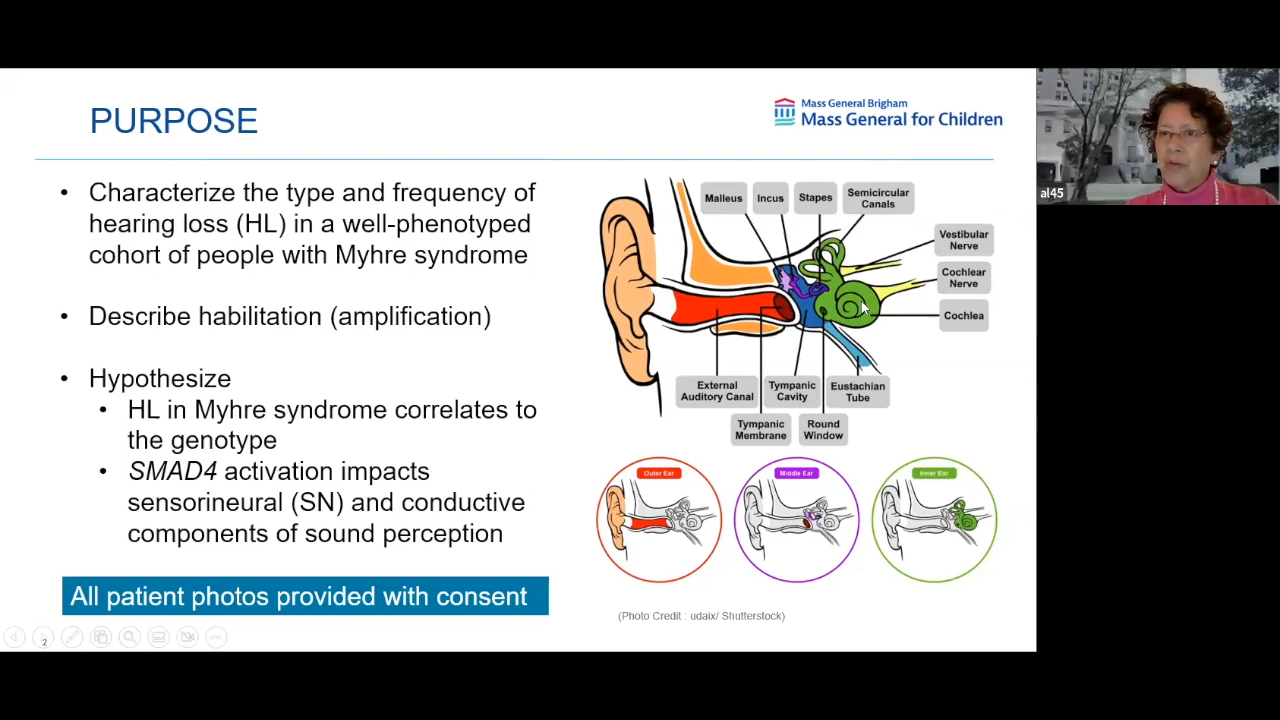 PURPOSE
Mass General Brigham
Mass General for Children
• Characterize the type and frequency of
hearing loss (HL) in a well-phenotyped
cohort of people with Myhre syndrome
• Describe habilitation (amplification)
• Hypothesize
• HL in Myhre syndrome correlates to
the genotype
• SMAD4 activation impacts
sensorineural (SN) and conductive
components of sound perception
All patient photos provided with consent
2
Malleus
Incus
Stapes
Semicircular
Canals
Vestibular
Nerve
Cochlear
Nerve
Cochlea
External
Auditory Canal
Tympanic
Cavity
Eustachian
Tube
Tympanic
Membrane
Round
Window
Outer Ear
Middle Ear
Inner Ear
(Photo Credit : udaix/ Shutterstock)
al45